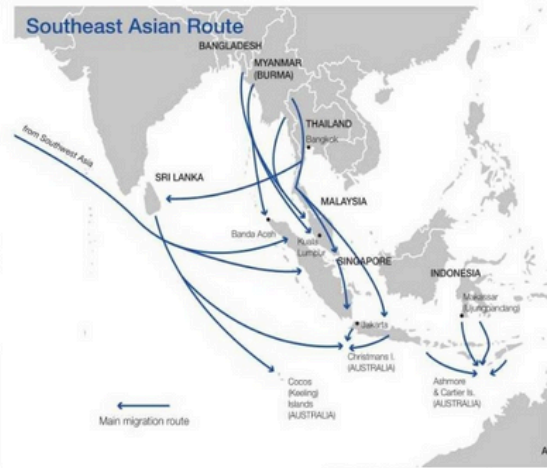 Southeast Asian Route
BANGLADESH
MYANMAR
(BURMA)
THAILAND
Bangkok
from Southwest Asia
SRI LANKA
MALAYSIA
Banda Aceh
Kuala
Lumpur
SINGAPORE
INDONESIA
Makassar
(Ujungpandang)
Jakarta
Christmans I.
(AUSTRALIA)
Cocos
(Keeling)
Islands
(AUSTRALIA)
Ashmore
& Cartier Is.
(AUSTRALIA)
Main migration route
A